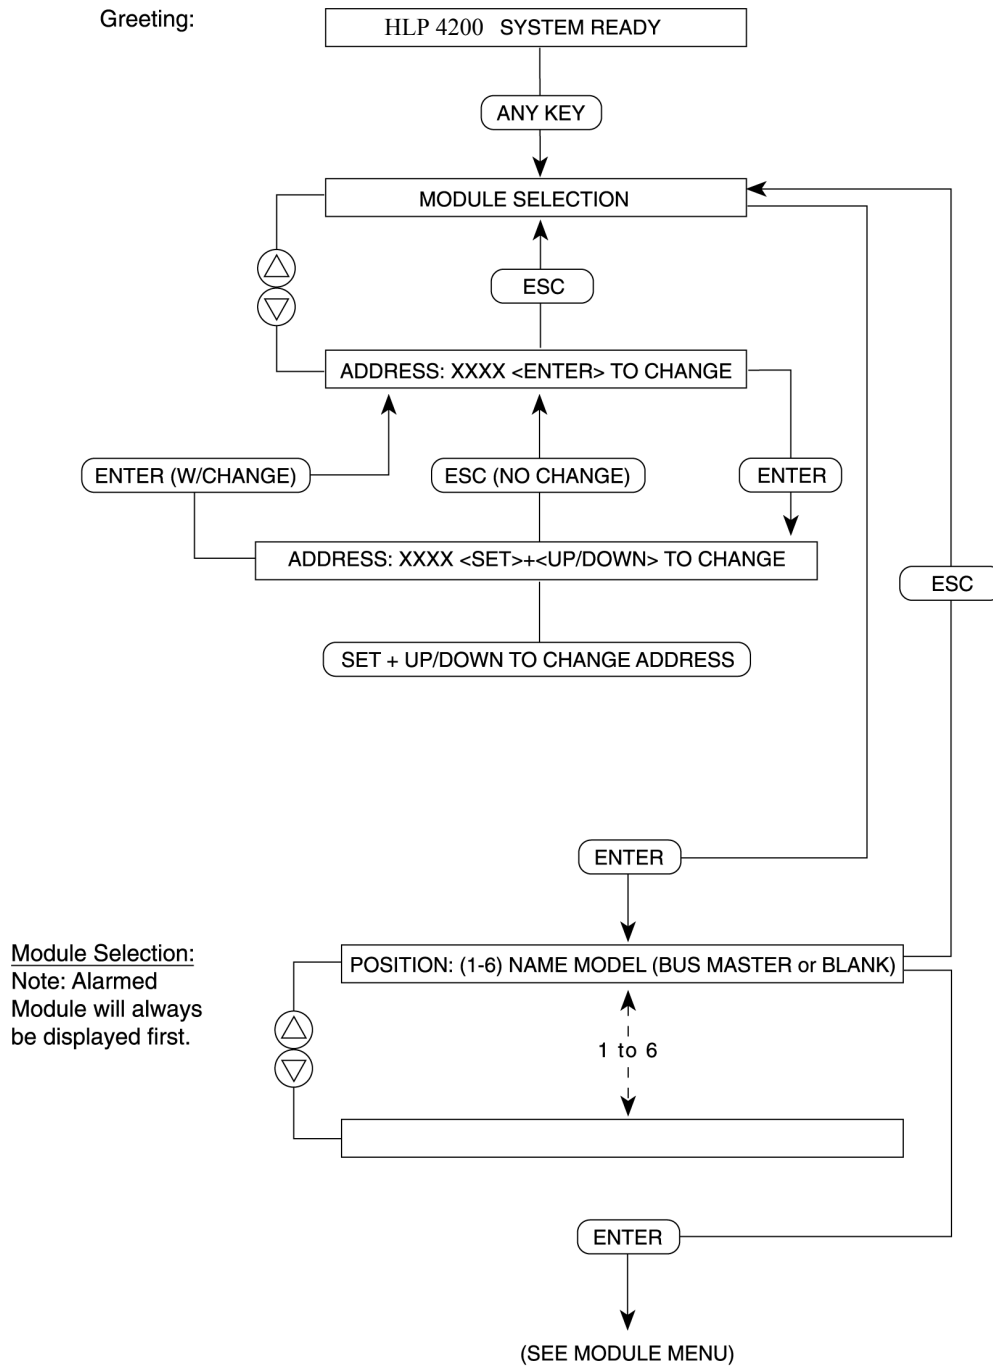 Greeting:
HLP 4200 SYSTEM READY
ANY KEY
MODULE SELECTION
ESC
ADDRESS: XXXX <ENTER> TO CHANGE
ENTER (W/CHANGE)
ESC (NO CHANGE)
ENTER
ADDRESS: XXXX <SET>+<UP/DOWN> TO CHANGE
ESC
SET + UP/DOWN TO CHANGE ADDRESS
ENTER
Module Selection:
Note: Alarmed
Module will always
be displayed first.
POSITION: (1-6) NAME MODEL (BUS MASTER or BLANK)
1 to 6
ENTER
(SEE MODULE MENU)